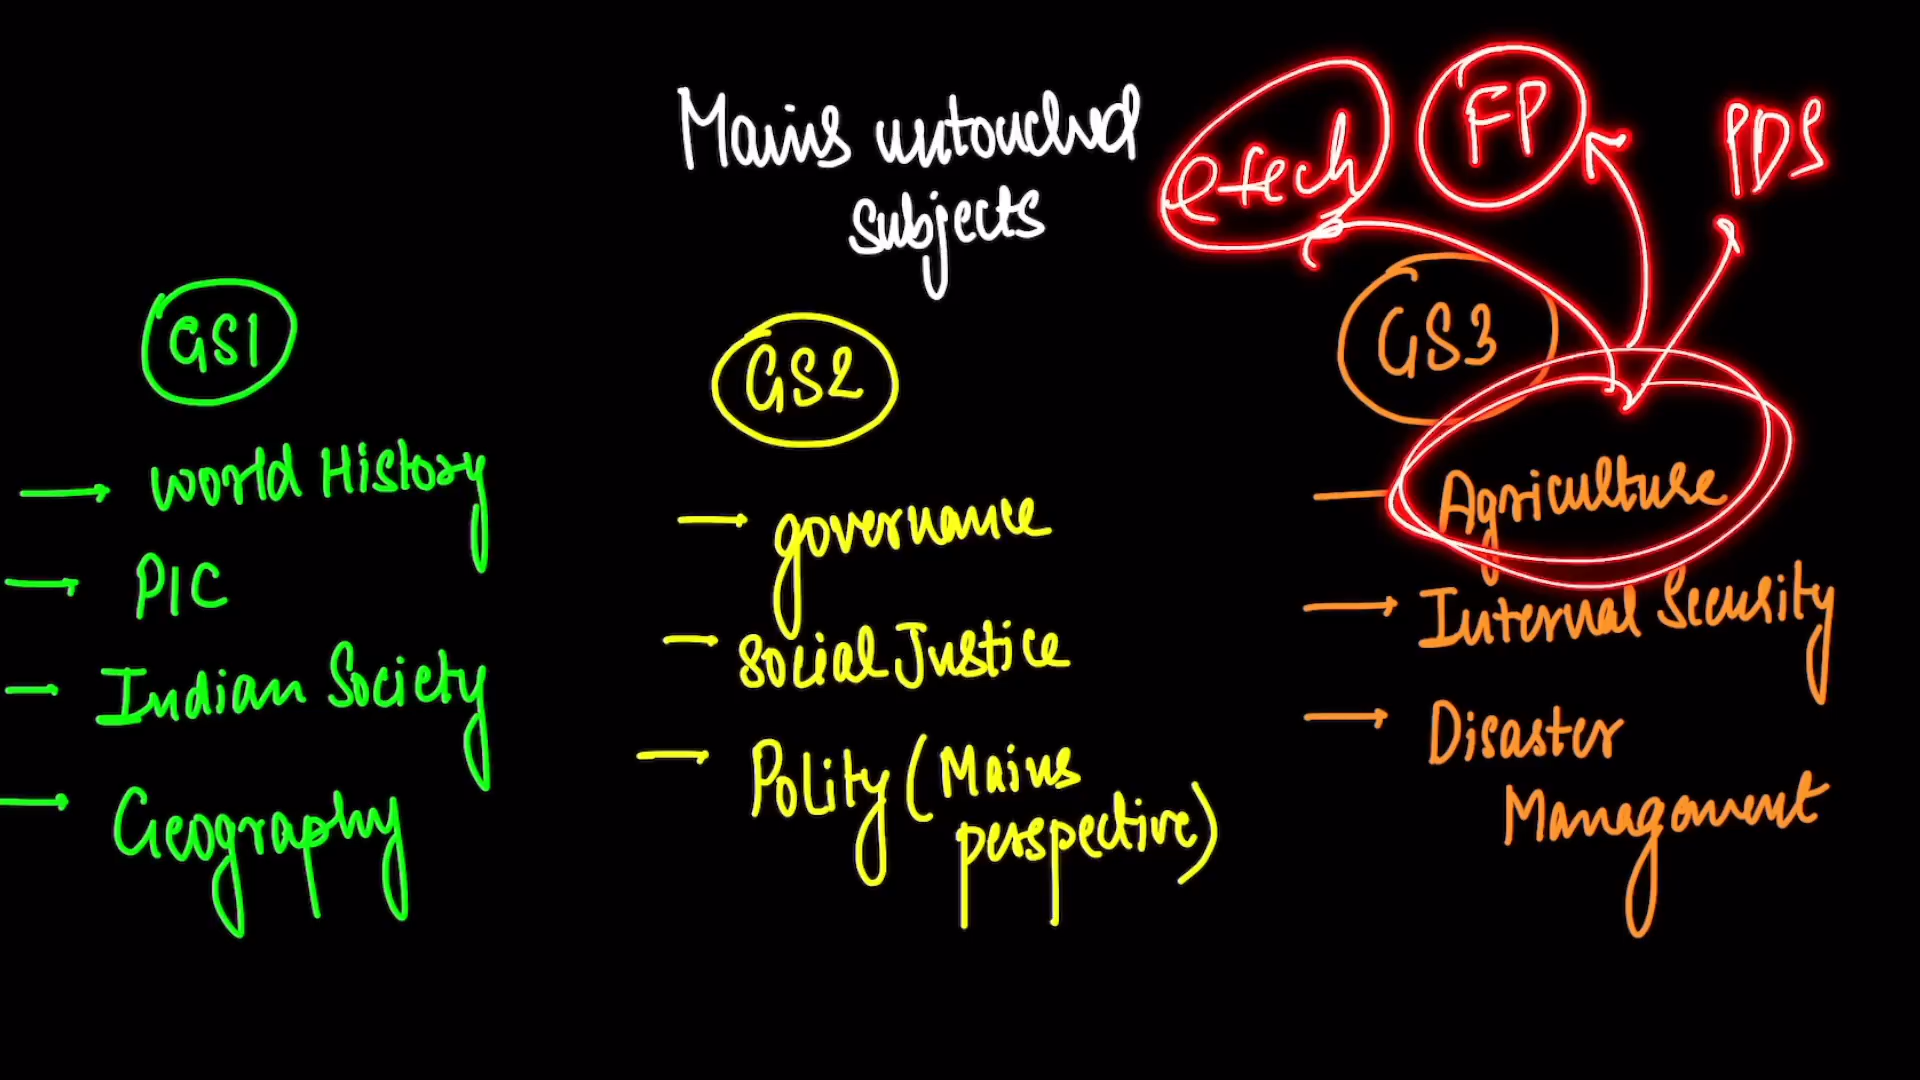 Mains untouched
subjects
e-tech
FP
PDS
GS1
→ World History
→ PIC
→ Indian Society
→ Geography
GS2
→ governance
→ Social Justice
→ Polity (Mains
perspective)
GS3
→ Agriculture
→ Internal Security
→ Disaster
Management